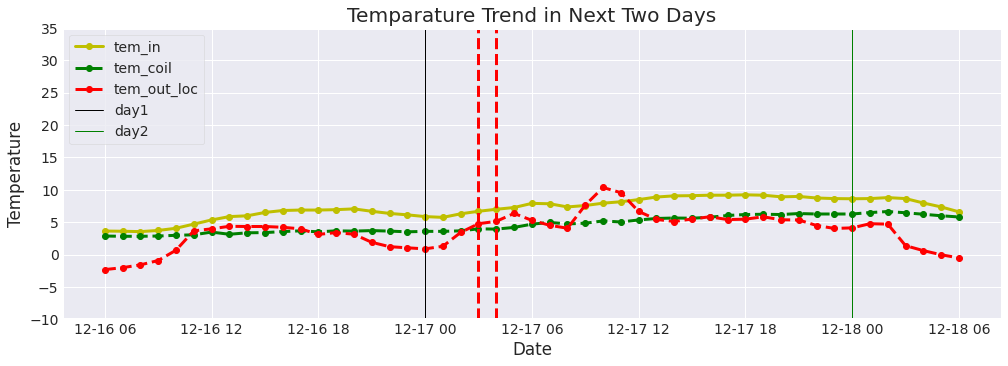 Temparature Trend in Next Two Days
35
30
25
20
15
10
5
0
−5
−10
Temperature
tem_in
tem_coil
tem_out_loc
day1
day2
12-16 06 12-16 12 12-16 18 12-17 00 12-17 06 12-17 12 12-17 18 12-18 00 12-18 06
Date